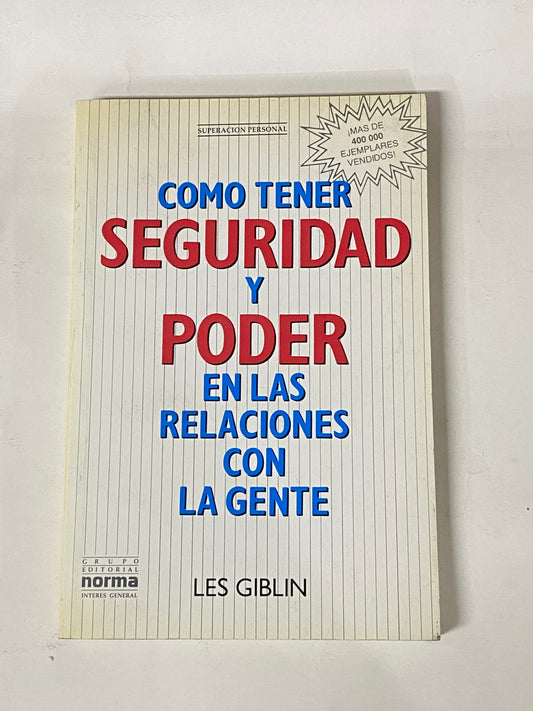 SUPERACION PERSONAL
¡MAS DE
400 000
EJEMPLARES
VENDIDOS!
COMO TENER
SEGURIDAD
Y
PODER
EN LAS
RELACIONES
CON
LA GENTE
GRUPO
EDITORIAL
norma
INTERES GENERAL
LES GIBLIN